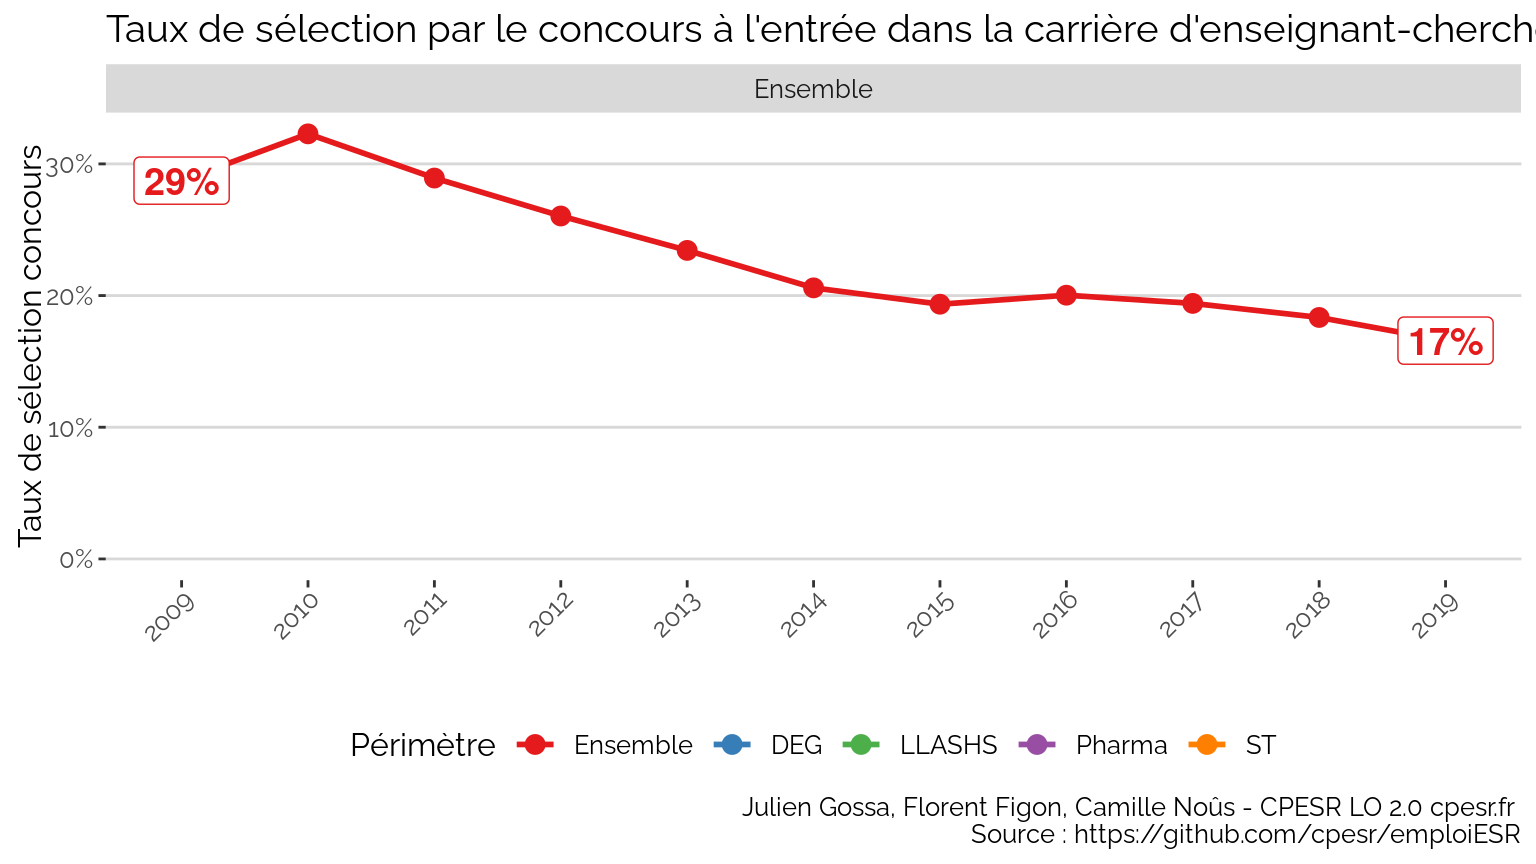 Taux de sélection par le concours à l'entrée dans la carrière d'enseignant-cherch
Ensemble
Taux de sélection concours
30%
20%
10%
0%
29%
17%
2009
2010
2011
2012
2013
2014
2015
2016
2017
2018
2019
Périmètre
Ensemble
DEG
LLASHS
Pharma
ST
Julien Gossa, Florent Figon, Camille Noûs - CPESR LO 2.0 cpesr.fr
Source : https://github.com/cpesr/emploiESR